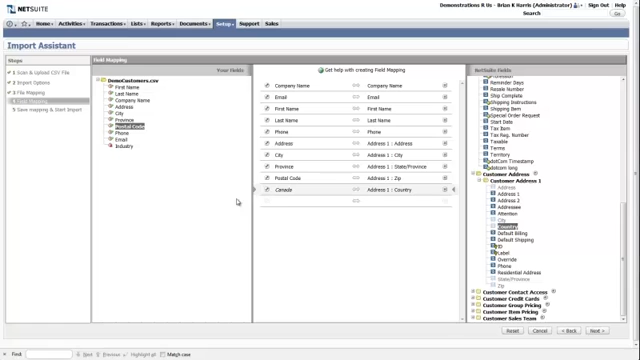 NETSUITE
Demonstrations R Us - Brian K Harris (Administrator)
Sign Out
Help
Search
Go
Home
Activities
Transactions
Lists
Reports
Documents
Setup
Support
Sales
Import Assistant
Steps
1 Scan & Upload CSV File
2 Import Options
3 File Mapping
4 Field Mapping
5 Save mapping & Start Import
Field Mapping
Your Fields
DemoCustomers.csv
First Name
Last Name
Company Name
Address
City
Province
Postal Code
Phone
Email
Industry
Get help with creating Field Mapping
Company Name Company Name
Email Email
First Name First Name
Last Name Last Name
Phone Phone
Address Address 1 : Address
City Address 1 : City
Province Address 1 : State/Province
Postal Code Address 1 : Zip
Canada Address 1 : Country
NetSuite Fields
Reminder Days
Resale Number
Ship Complete
Shipping Instructions
Shipping Item
Special Order Request
Start Date
Tax Item
Tax Reg. Number
Taxable
Terms
Territory
dotCom Timestamp
dotcom long
Customer Address
Customer Address 1
Address
Address 1
Address 2
Addressee
Attention
City
Country
Default Billing
Default Shipping
ID
Label
Override
Phone
Residential Address
State/Province
Zip
Customer Contact Access
Customer Credit Cards
Customer Group Pricing
Customer Item Pricing
Customer Sales Team
Reset
Cancel
< Back
Next >
Find:
Next
Previous
Highlight all
Match case